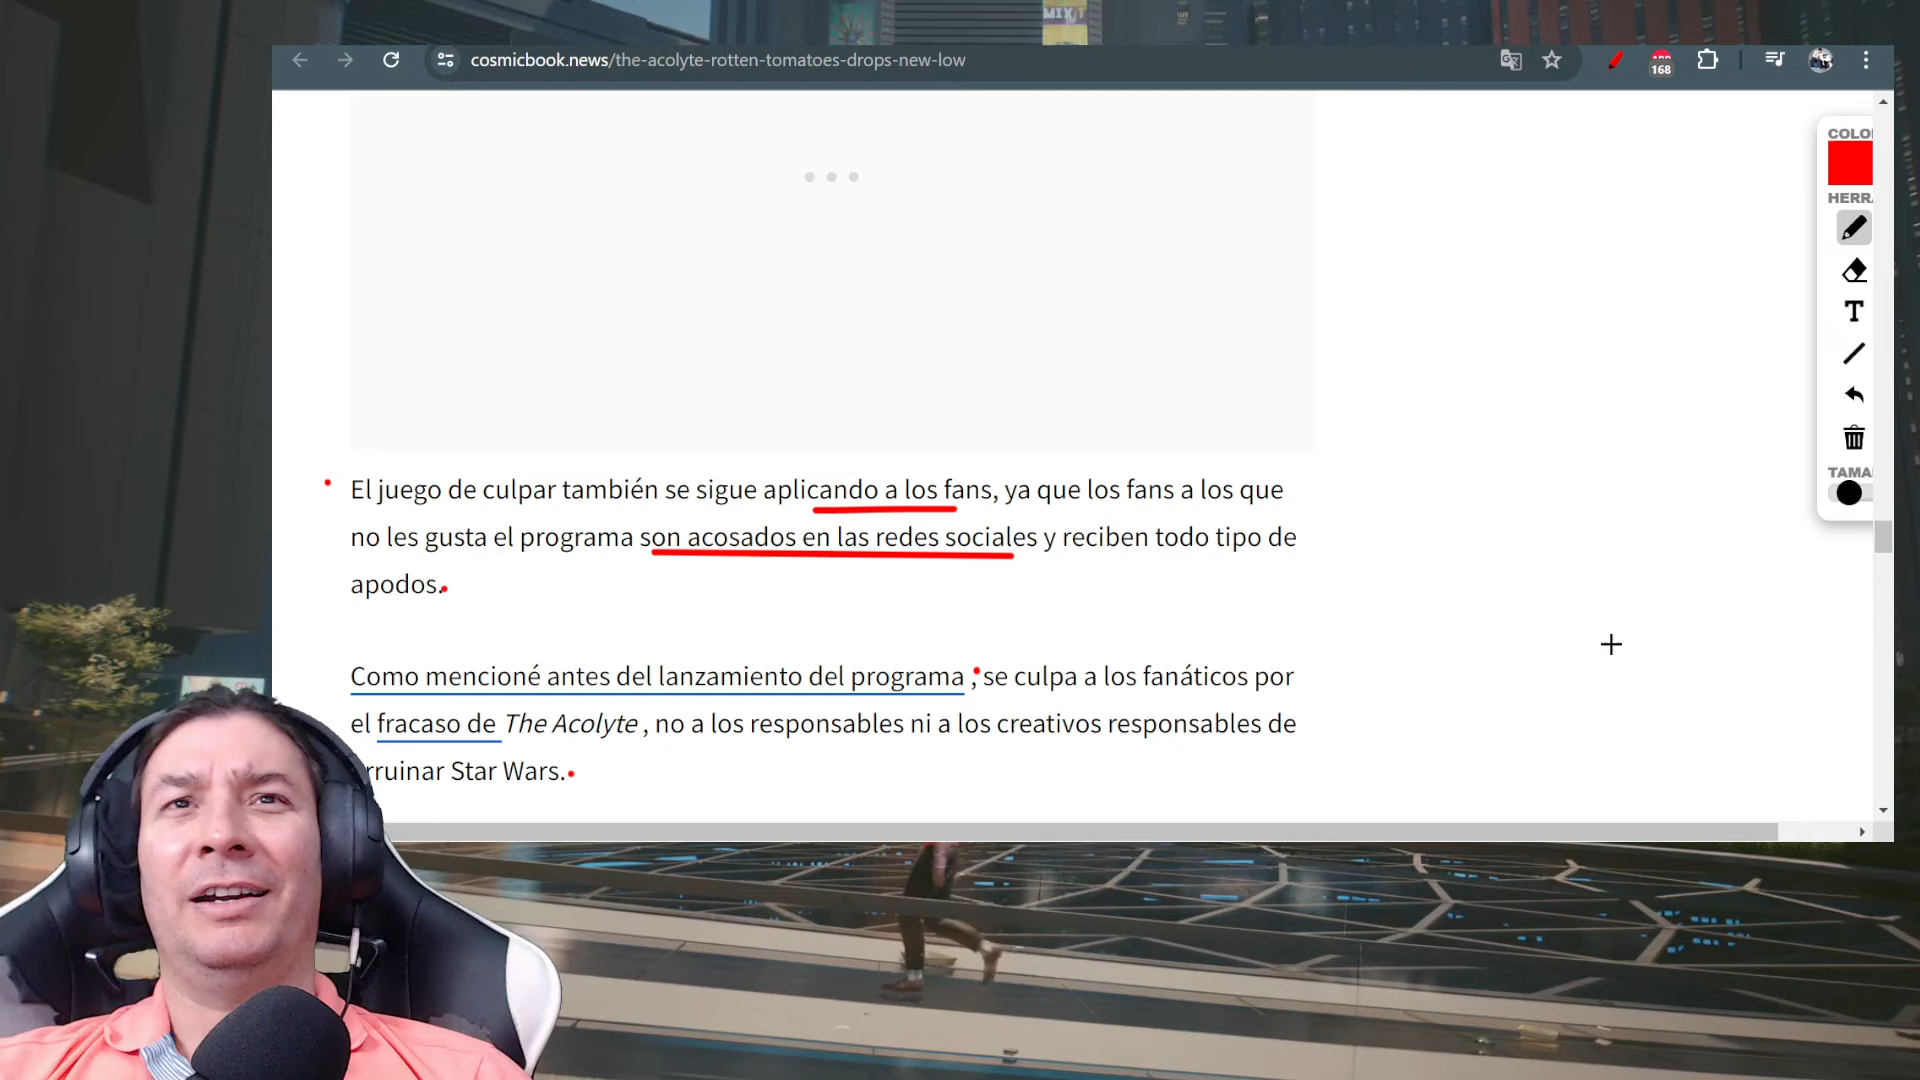 MIXT
cosmicbook.news/the-acolyte-rotten-tomatoes-drops-new-low
168
COLO
HERRA
TAMA
El juego de culpar también se sigue aplicando a los fans, ya que los fans a los que
no les gusta el programa son acosados en las redes sociales y reciben todo tipo de
apodos.
Como mencioné antes del lanzamiento del programa , se culpa a los fanáticos por
el fracaso de The Acolyte , no a los responsables ni a los creativos responsables de
rruinar Star Wars.